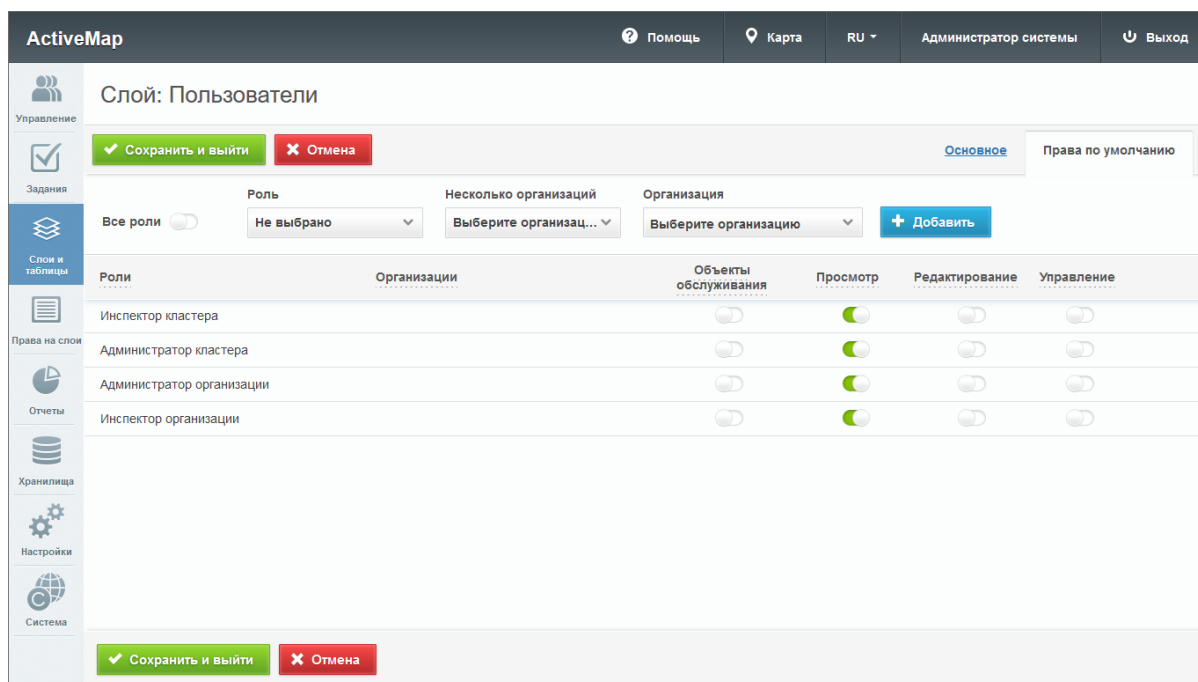 ActiveMap
Помощь
Карта
RU
Администратор системы
Выход
Управление
Задания
Слои и
таблицы
Права на слои
Отчеты
Хранилища
Настройки
Система
Слой: Пользователи
Сохранить и выйти
Отмена
Основное
Права по умолчанию
Все роли
Роль
Не выбрано
Несколько организаций
Выберите организац...
Организация
Выберите организацию
Добавить
Роли
Организации
Объекты
обслуживания
Просмотр
Редактирование
Управление
Инспектор кластера
Администратор кластера
Администратор организации
Инспектор организации
Сохранить и выйти
Отмена